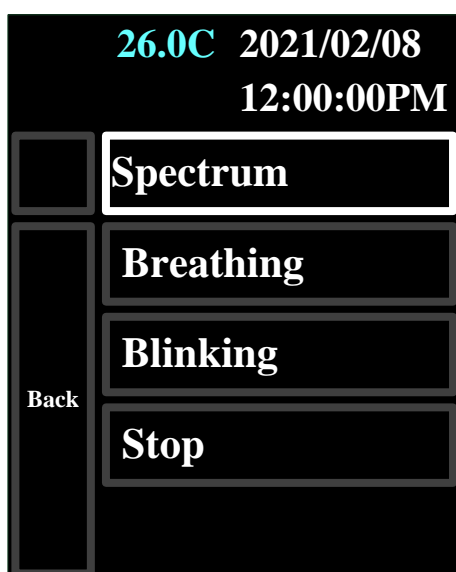 26.0C 2021/02/08
12:00:00PM
Spectrum
Breathing
Blinking
Back
Stop